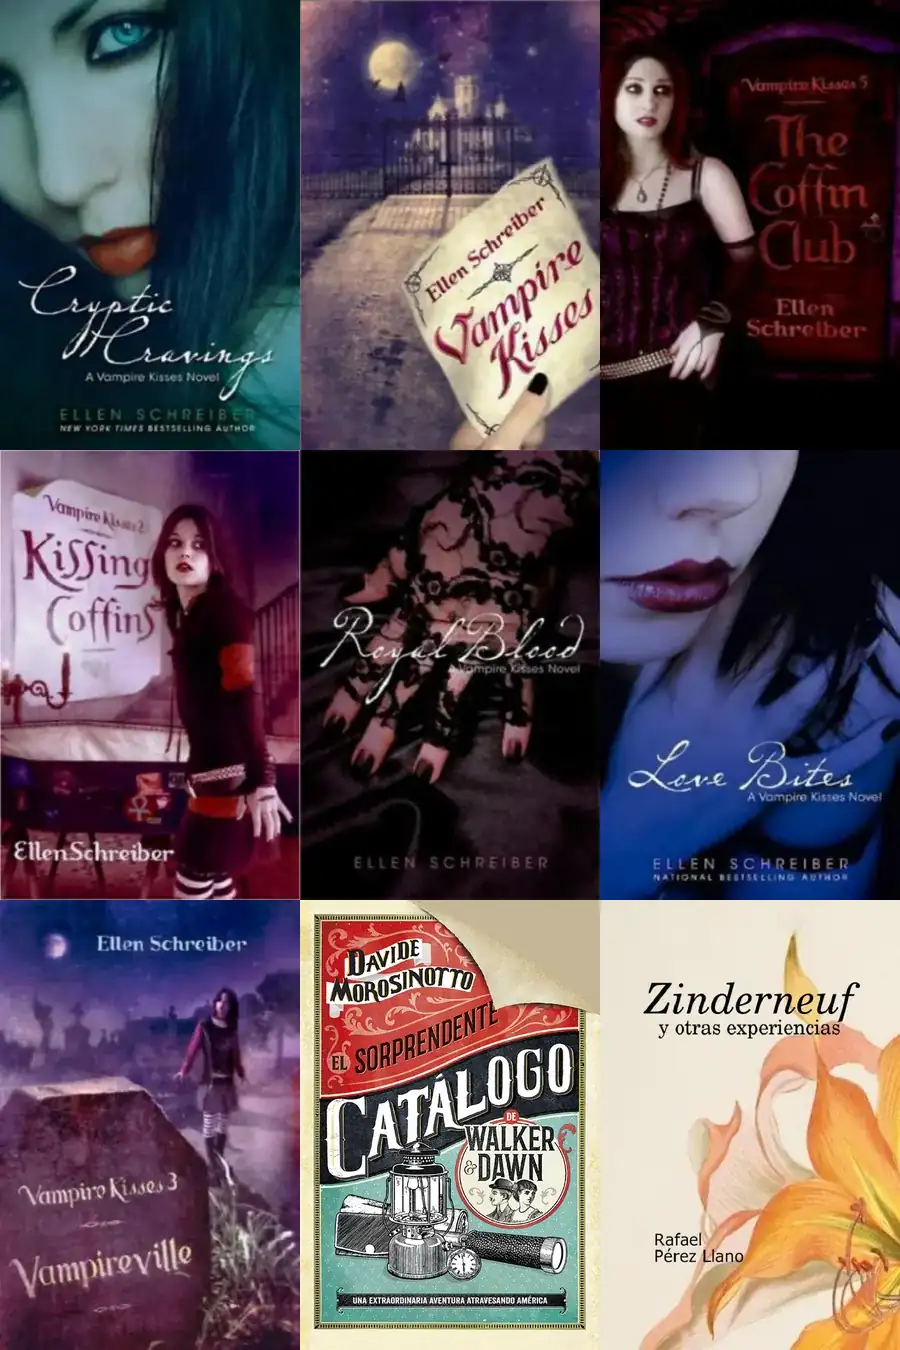 Cryptic
Cravings
A Vampire Kisses Novel
ELLEN SCHREIBER
NEW YORK TIMES BESTSELLING AUTHOR
Ellen Schreiber
Vampire
Kisses
Vampire Kisses 5
The
Coffin
Club
Ellen
Schreiber
Vampire Kisses 2
Kissing
Coffins
Ellen Schreiber
Royal Blood
A Vampire Kisses Novel
ELLEN SCHREIBER
Love Bites
A Vampire Kisses Novel
ELLEN SCHREIBER
NATIONAL BESTSELLING AUTHOR
Ellen Schreiber
Vampire Kisses 3
Vampireville
DAVIDE
MOROSINOTTO
EL SORPRENDENTE
CATÁLOGO
DE
WALKER
& DAWN
UNA EXTRAORDINARIA AVENTURA ATRAVESANDO AMÉRICA
Zinderneuf
y otras experiencias
Rafael
Pérez Llano